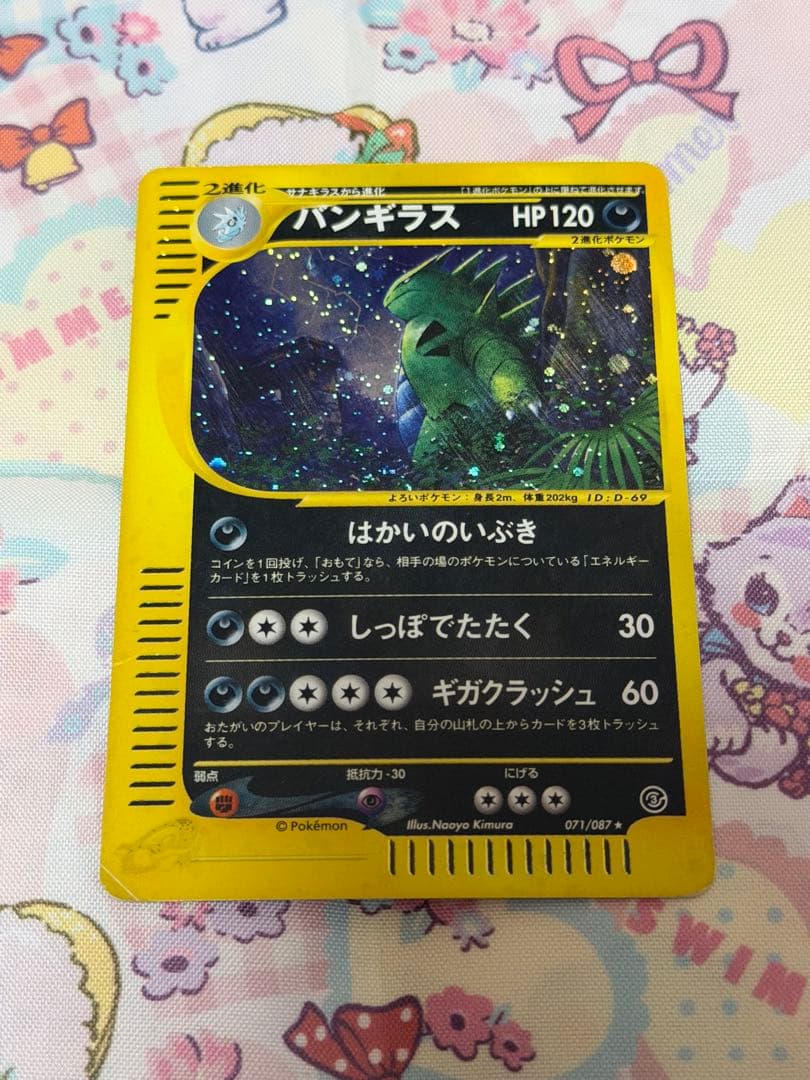 2進化 サナギラスから進化 「1進化ポケモン」の上に重ねて進化させます
バンギラス HP120
2進化ポケモン
よろいポケモン：身長2m、体重202kg ID：D-69
はかいのいぶき
コインを1回投げ、「おもて」なら、相手の場のポケモンについている「エネルギー
カード」を1枚トラッシュする。
しっぽでたたく 30
ギガクラッシュ 60
おたがいのプレイヤーは、それぞれ、自分の山札の上からカードを3枚トラッシュ
する。
弱点 抵抗力 -30 にげる
3
© Pokémon Illus.Naoyo Kimura 071/087★
IMME
SWIM